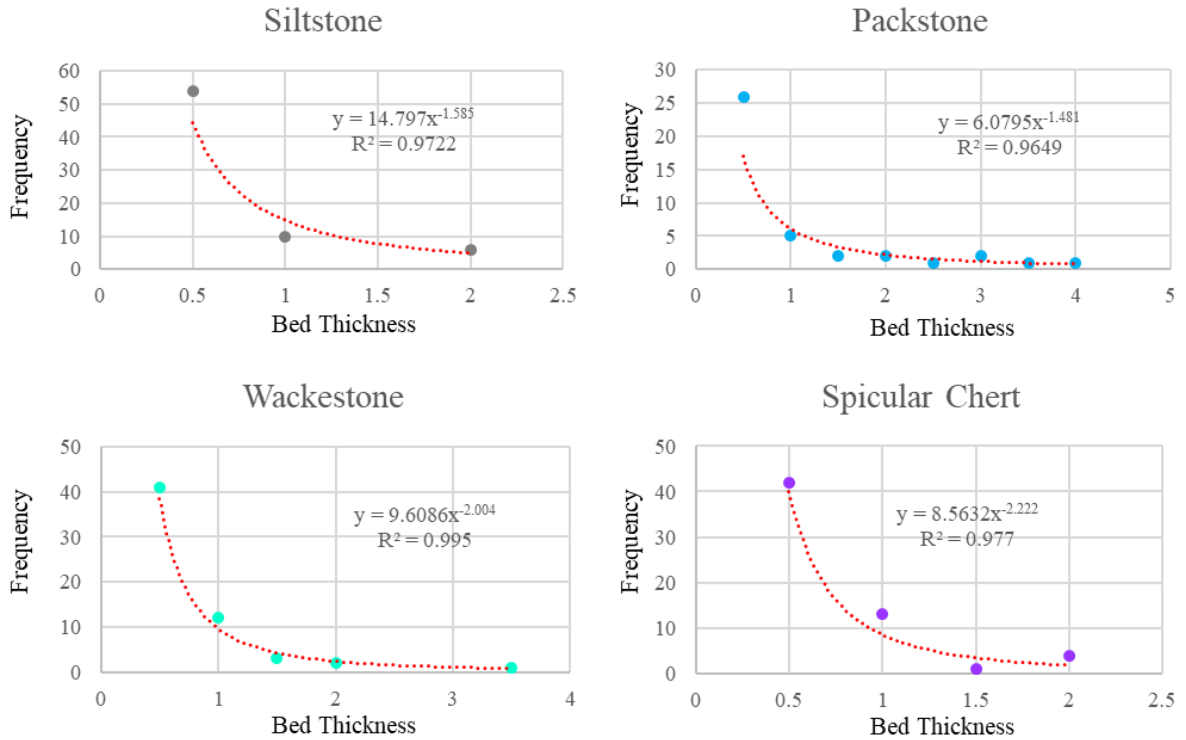 Siltstone
60
50
40
30
20
10
0
Frequency
y = 14.797x^-1.585
R² = 0.9722
0 0.5 1 1.5 2 2.5
Bed Thickness
Packstone
30
25
20
15
10
5
0
Frequency
y = 6.0795x^-1.481
R² = 0.9649
0 1 2 3 4 5
Bed Thickness
Wackestone
50
40
30
20
10
0
Frequency
y = 9.6086x^-2.004
R² = 0.995
0 1 2 3 4
Bed Thickness
Spicular Chert
50
40
30
20
10
0
Frequency
y = 8.5632x^-2.222
R² = 0.977
0 0.5 1 1.5 2 2.5
Bed Thickness